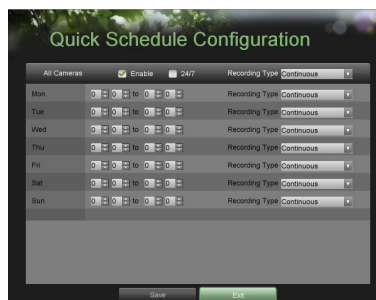 Quick Schedule Configuration
All Cameras Enable 24/7 Recording Type Continuous
Mon 0 0 to 0 0 Recording Type Continuous
Tue 0 0 to 0 0 Recording Type Continuous
Wed 0 0 to 0 0 Recording Type Continuous
Thu 0 0 to 0 0 Recording Type Continuous
Fri 0 0 to 0 0 Recording Type Continuous
Sat 0 0 to 0 0 Recording Type Continuous
Sun 0 0 to 0 0 Recording Type Continuous
Save Exit